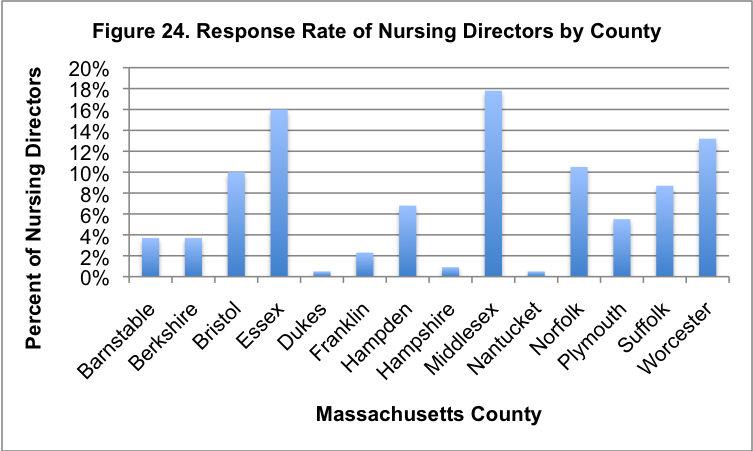 Figure 24. Response Rate of Nursing Directors by County
Percent of Nursing Directors
20%
18%
16%
14%
12%
10%
8%
6%
4%
2%
0%
Barnstable
Berkshire
Bristol
Essex
Dukes
Franklin
Hampden
Hampshire
Middlesex
Nantucket
Norfolk
Plymouth
Suffolk
Worcester
Massachusetts County